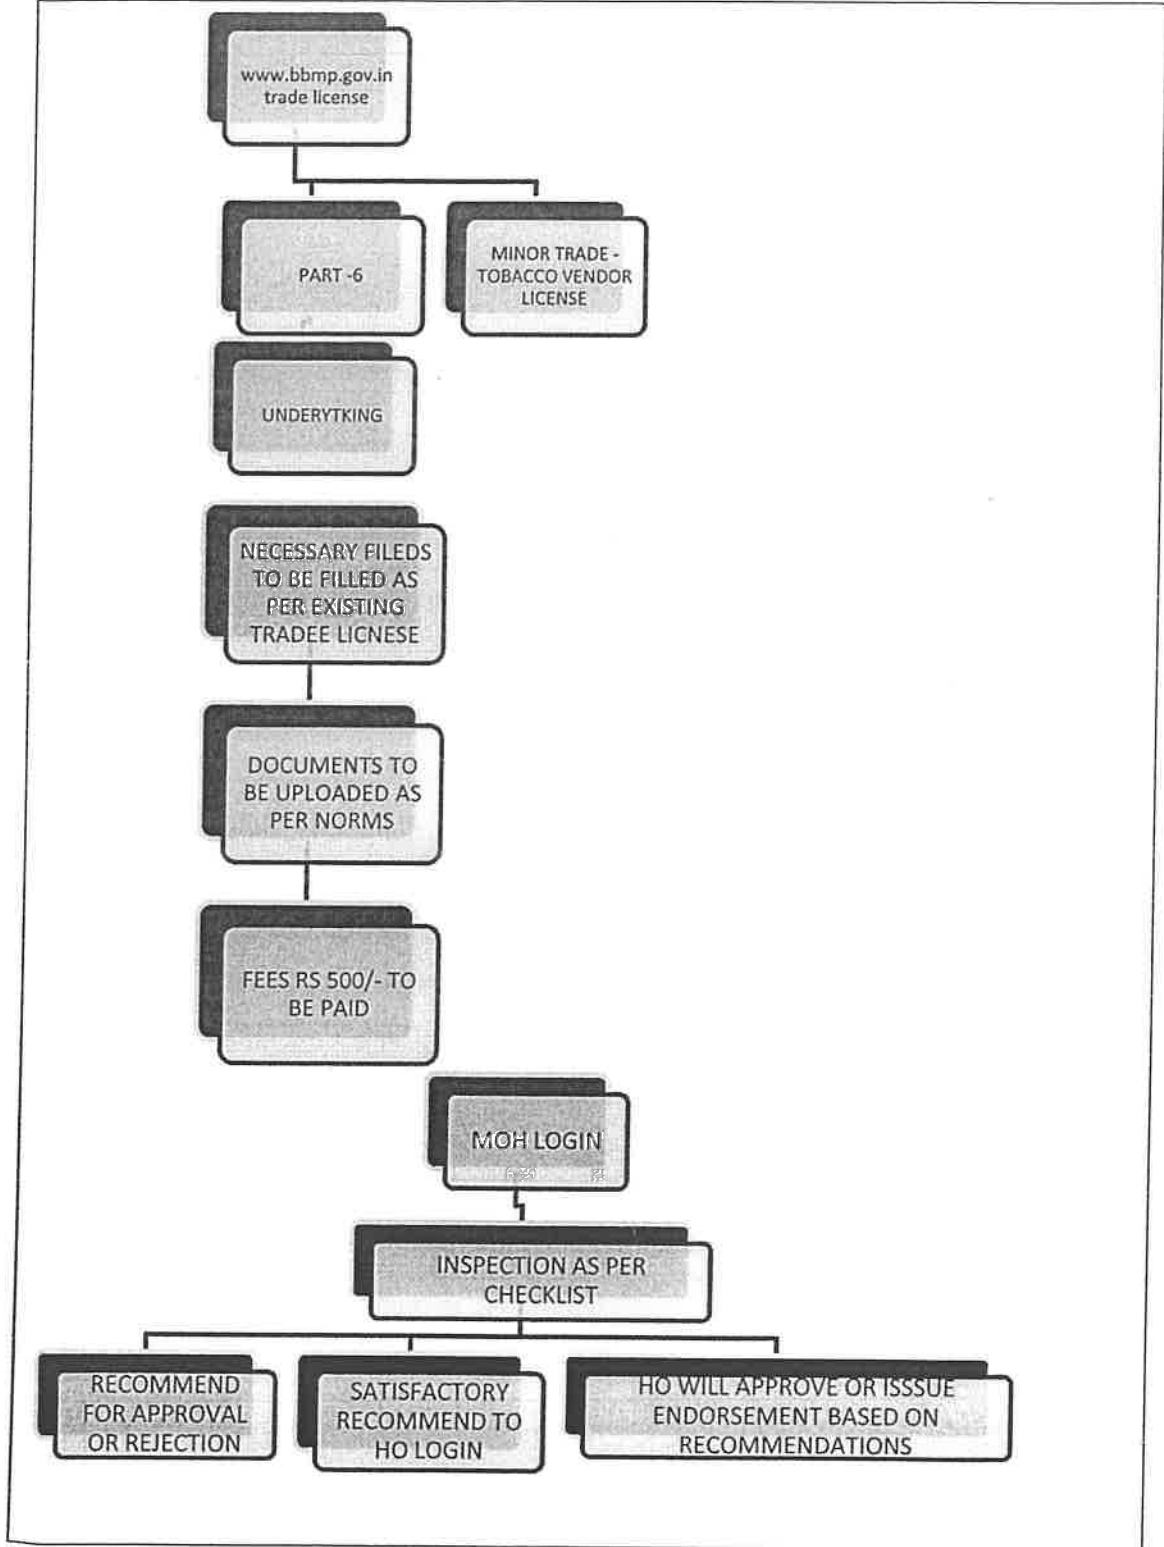 www.bbmp.gov.in
trade license
PART -6
MINOR TRADE -
TOBACCO VENDOR
LICENSE
UNDERYTKING
NECESSARY FILEDS
TO BE FILLED AS
PER EXISTING
TRADEE LICNESE
DOCUMENTS TO
BE UPLOADED AS
PER NORMS
FEES RS 500/- TO
BE PAID
MOH LOGIN
INSPECTION AS PER
CHECKLIST
RECOMMEND
FOR APPROVAL
OR REJECTION
SATISFACTORY
RECOMMEND TO
HO LOGIN
HO WILL APPROVE OR ISSSUE
ENDORSEMENT BASED ON
RECOMMENDATIONS